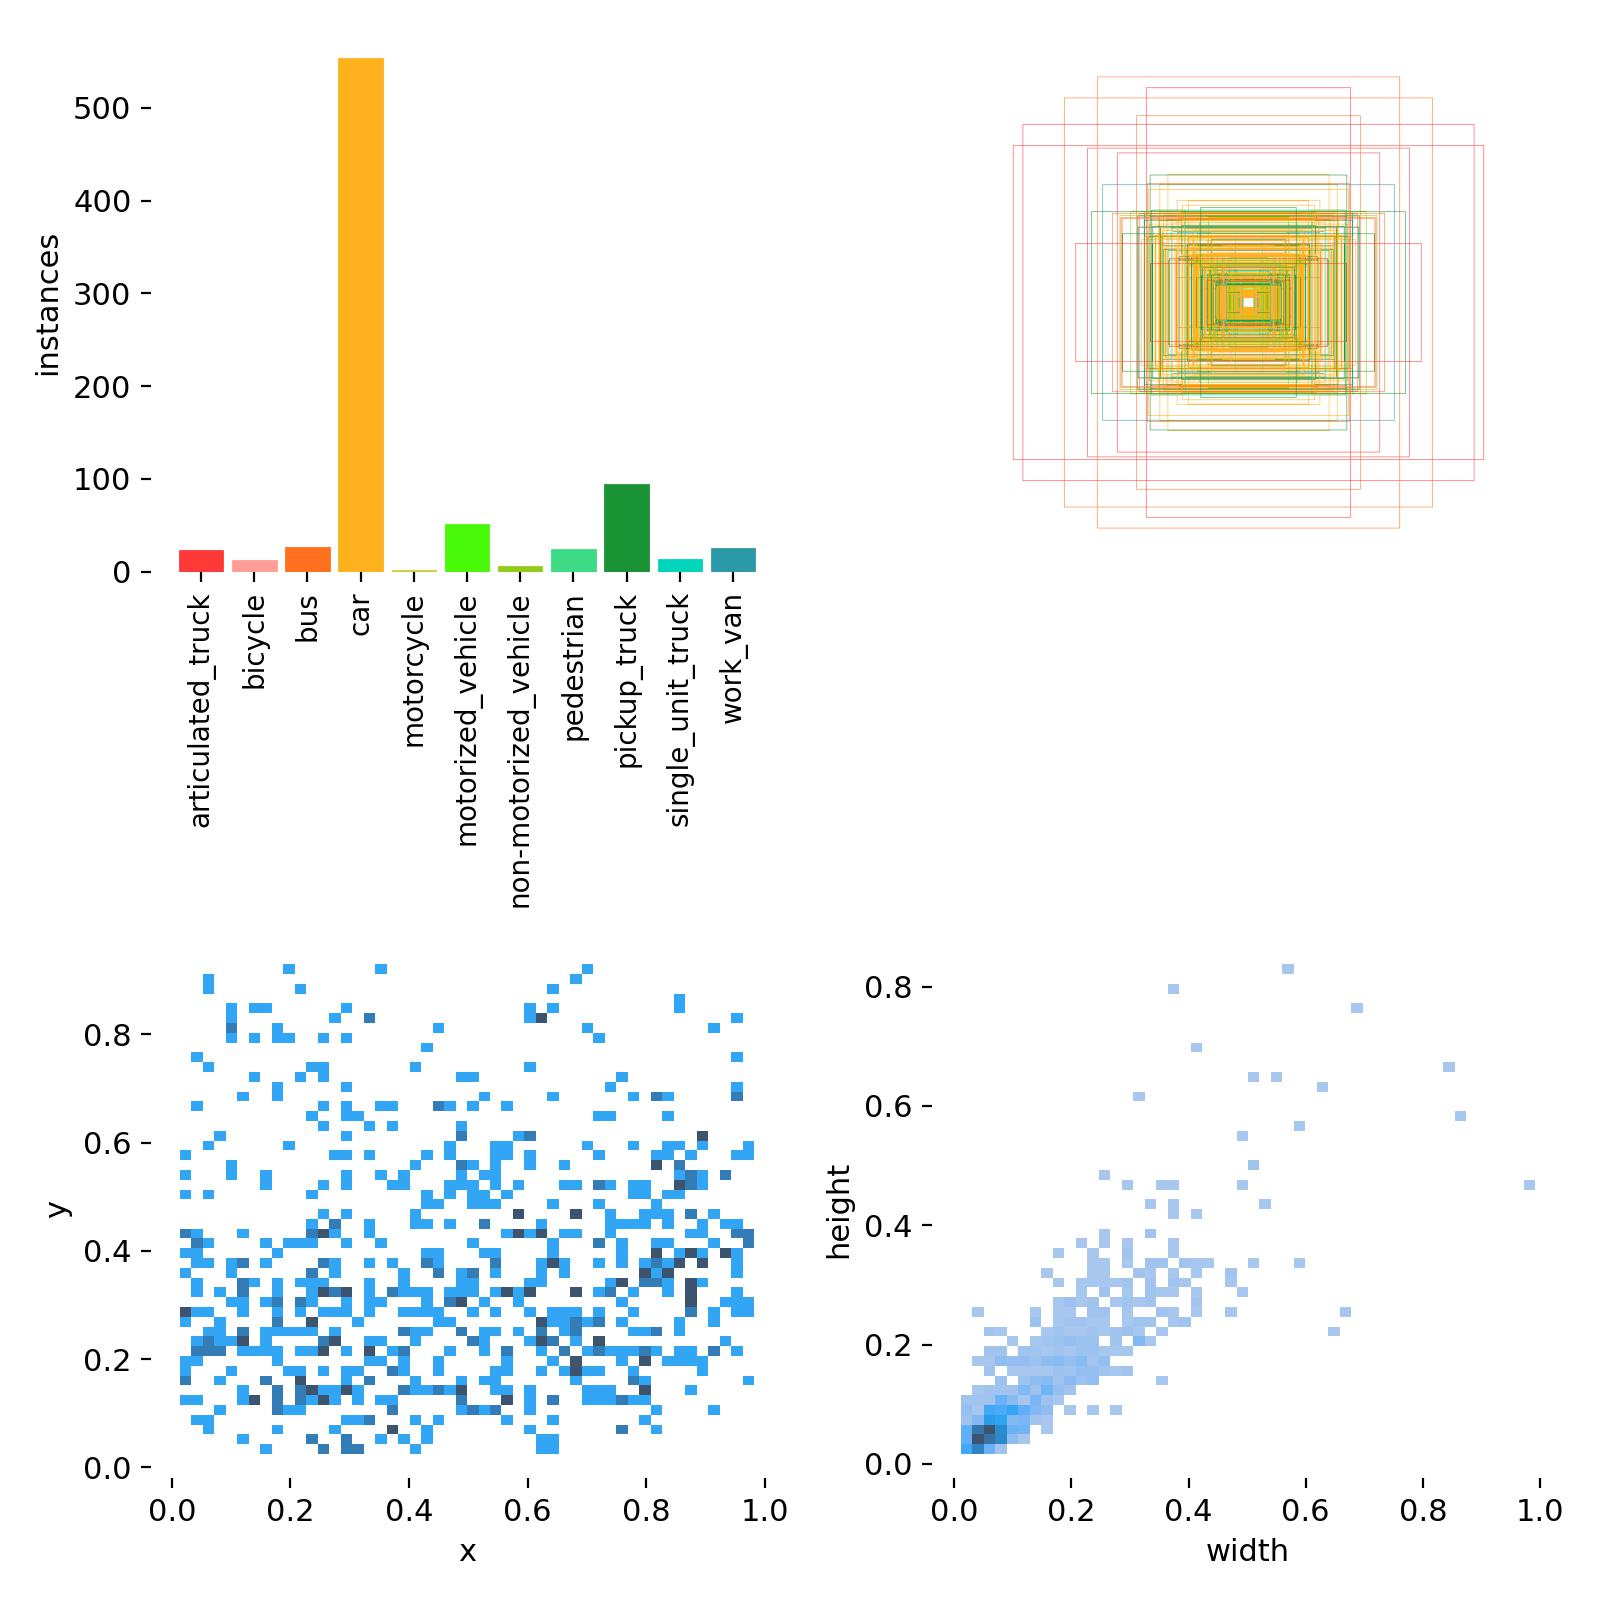 500
400
300
200
100
0
instances
articulated_truck
bicycle
bus
car
motorcycle
motorized_vehicle
non-motorized_vehicle
pedestrian
pickup_truck
single_unit_truck
work_van
0.8
0.6
0.4
0.2
0.0
y
0.0 0.2 0.4 0.6 0.8 1.0
x
0.8
0.6
0.4
0.2
0.0
height
0.0 0.2 0.4 0.6 0.8 1.0
width